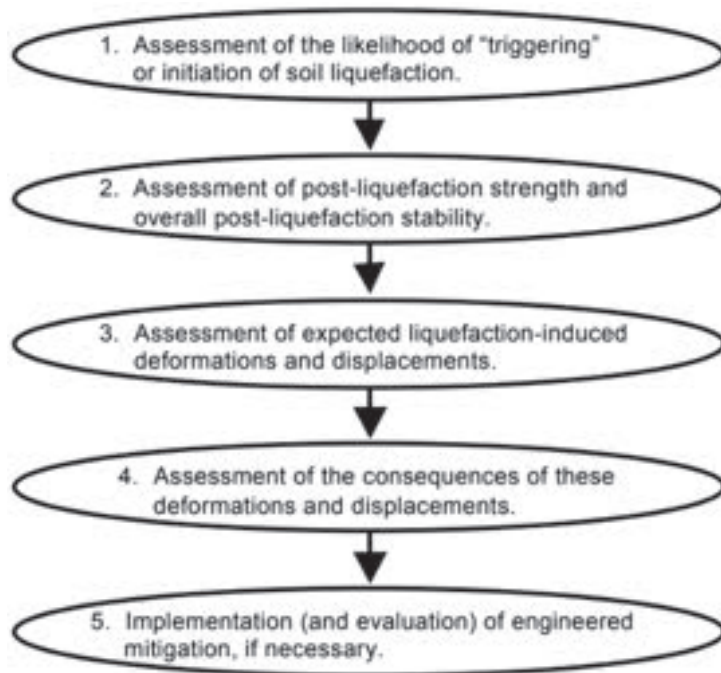 1. Assessment of the likelihood of "triggering"
or initiation of soil liquefaction.
2. Assessment of post-liquefaction strength and
overall post-liquefaction stability.
3. Assessment of expected liquefaction-induced
deformations and displacements.
4. Assessment of the consequences of these
deformations and displacements.
5. Implementation (and evaluation) of engineered
mitigation, if necessary.